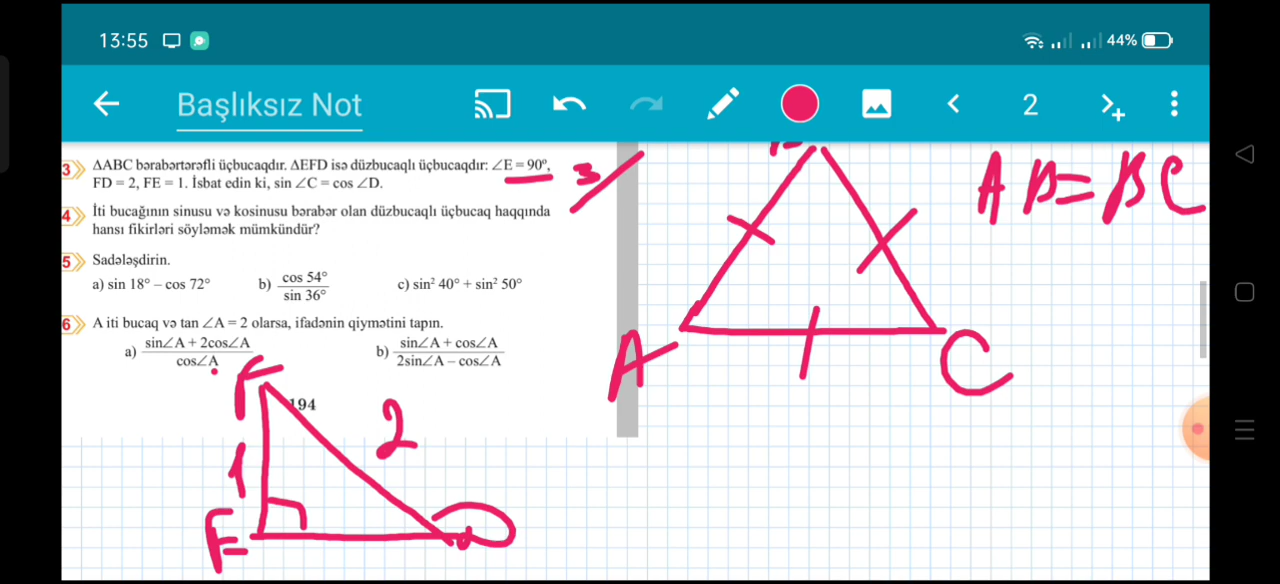 13:55
44%
Başlıksız Not
2
3 ΔABC bərabərtərəfli üçbucaqdır. ΔEFD isə düzbucaqlı üçbucaqdır: ∠E = 90º,
FD = 2, FE = 1. İsbat edin ki, sin ∠C = cos ∠D.
3
4 İti bucağının sinusu və kosinusu bərabər olan düzbucaqlı üçbucaq haqqında
hansı fikirləri söyləmək mümkündür?
5 Sadələşdirin.
a) sin 18° – cos 72° b) cos 54° / sin 36° c) sin² 40° + sin² 50°
6 A iti bucaq və tan ∠A = 2 olarsa, ifadənin qiymətini tapın.
a) sin∠A + 2cos∠A / cos∠A b) sin∠A + cos∠A / 2sin∠A – cos∠A
194
AB=BC
A
C
F
2
1
E
D